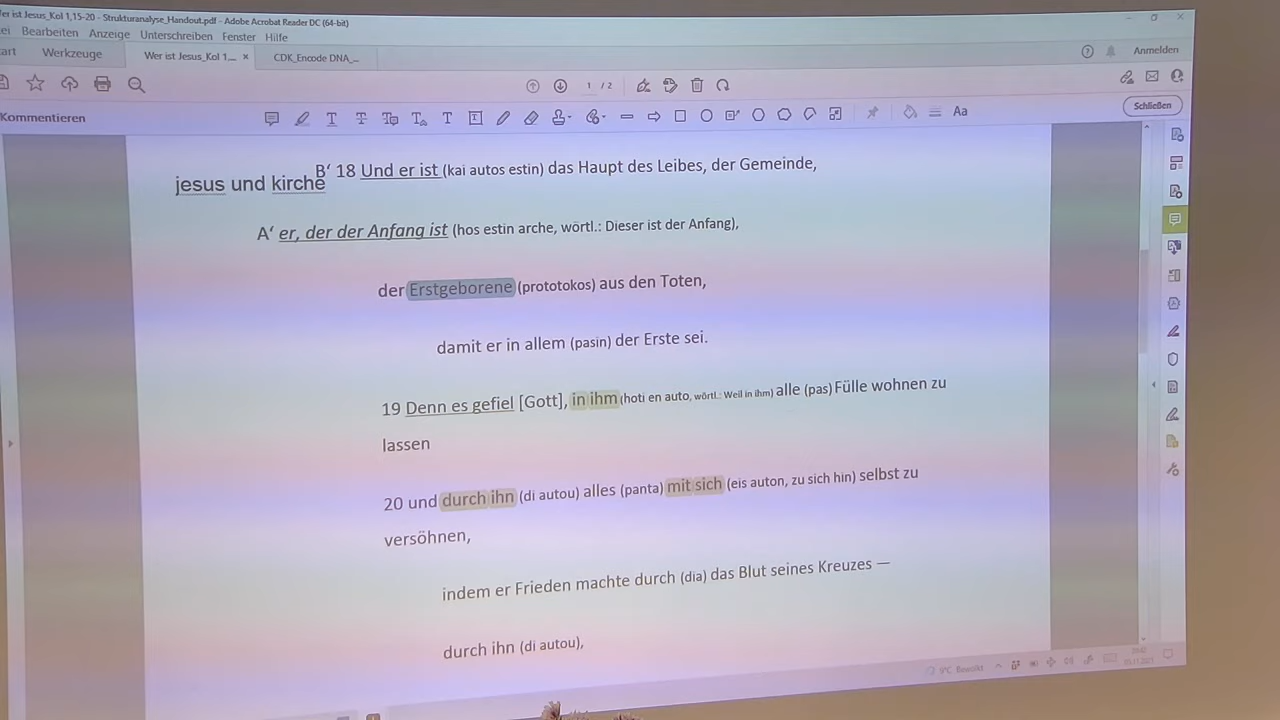 Wer ist Jesus_Kol 1,15-20 - Strukturanalyse_Handout.pdf - Adobe Acrobat Reader DC (64-bit)
ei Bearbeiten Anzeige Unterschreiben Fenster Hilfe
art Werkzeuge Wer ist Jesus_Kol 1,... × CDK_Encode DNA_... Anmelden
1 / 2
Kommentieren Aa Schließen
B‘ 18 Und er ist (kai autos estin) das Haupt des Leibes, der Gemeinde,
jesus und kirche
A‘ er, der der Anfang ist (hos estin arche, wörtl.: Dieser ist der Anfang),
der Erstgeborene (prototokos) aus den Toten,
damit er in allem (pasin) der Erste sei.
19 Denn es gefiel [Gott], in ihm (hoti en auto, wörtl.: Weil in ihm) alle (pas) Fülle wohnen zu
lassen
20 und durch ihn (di autou) alles (panta) mit sich (eis auton, zu sich hin) selbst zu
versöhnen,
indem er Frieden machte durch (dia) das Blut seines Kreuzes —
durch ihn (di autou),
9°C Bewölkt